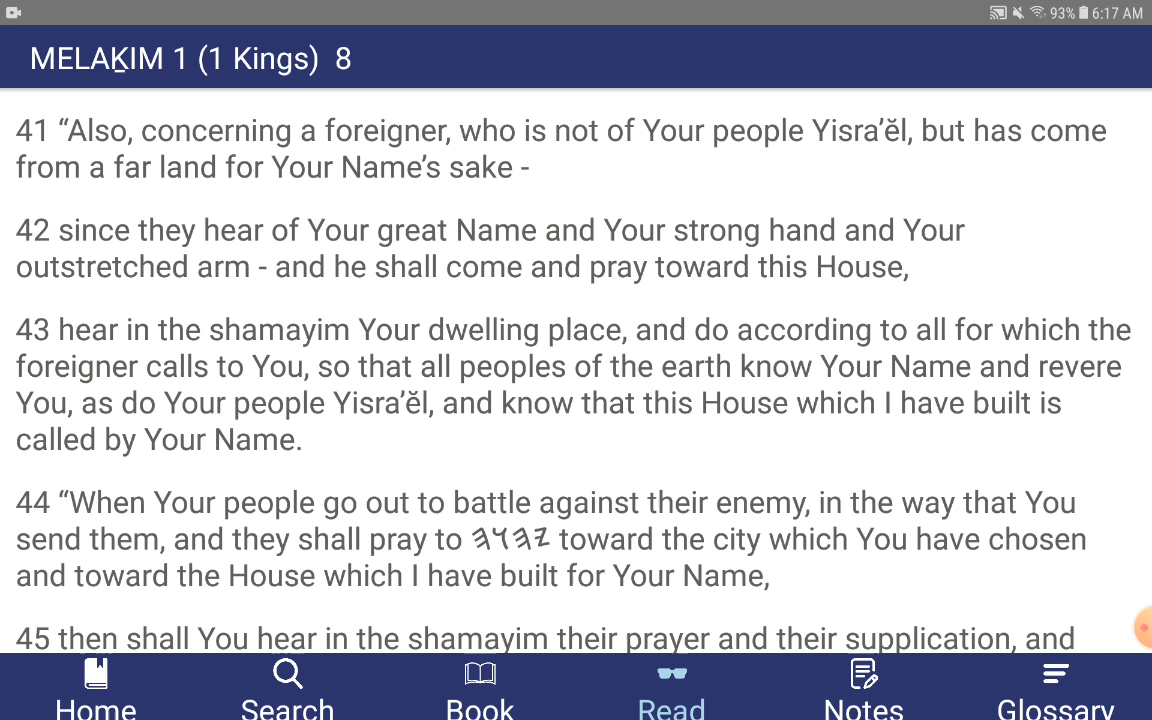 93% 6:17 AM
MELAḴIM 1 (1 Kings) 8
41 “Also, concerning a foreigner, who is not of Your people Yisra’ĕl, but has come
from a far land for Your Name’s sake -
42 since they hear of Your great Name and Your strong hand and Your
outstretched arm - and he shall come and pray toward this House,
43 hear in the shamayim Your dwelling place, and do according to all for which the
foreigner calls to You, so that all peoples of the earth know Your Name and revere
You, as do Your people Yisra’ĕl, and know that this House which I have built is
called by Your Name.
44 “When Your people go out to battle against their enemy, in the way that You
send them, and they shall pray to 𐤉𐤄𐤅𐤄 toward the city which You have chosen
and toward the House which I have built for Your Name,
45 then shall You hear in the shamayim their prayer and their supplication, and
Home Search Book Read Notes Glossary